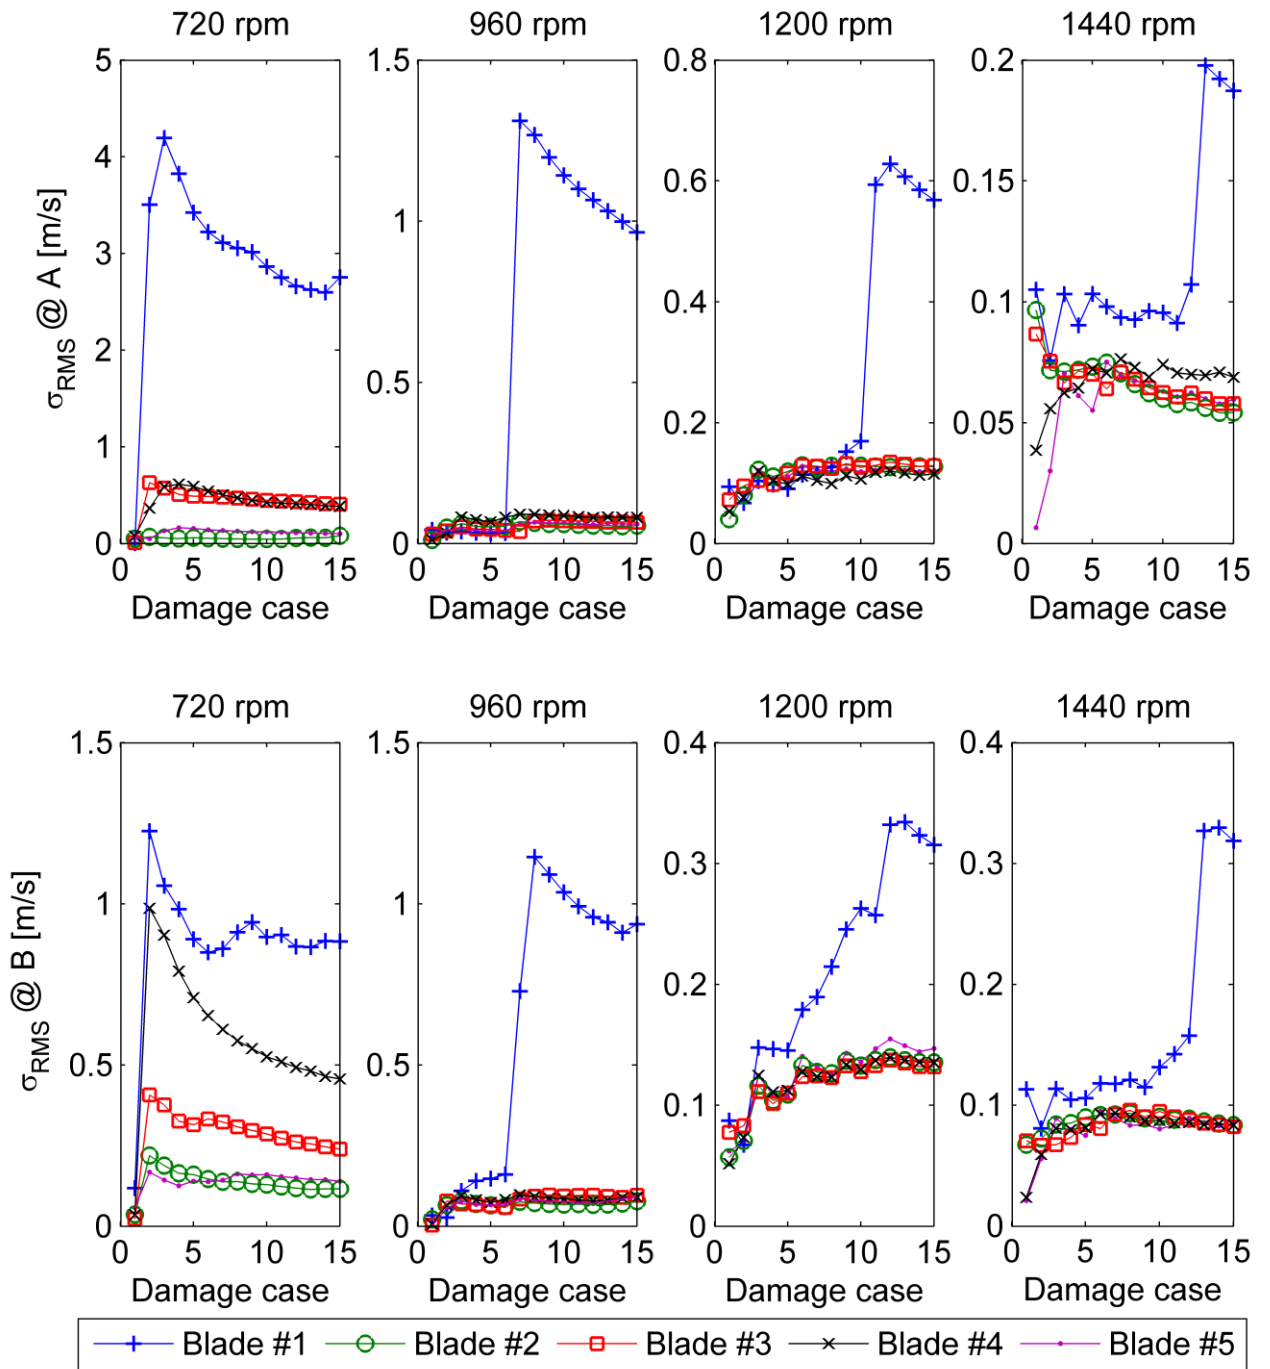 720 rpm 960 rpm 1200 rpm 1440 rpm
5 1.5 0.8 0.2
4 0.15
1 0.6
3
σRMS @ A [m/s]
0.4 0.1
2
0.5
0.2 0.05
1
0 0 0 0
0 5 10 15 0 5 10 15 0 5 10 15 0 5 10 15
Damage case Damage case Damage case Damage case
720 rpm 960 rpm 1200 rpm 1440 rpm
1.5 1.5 0.4 0.4
0.3 0.3
1 1
σRMS @ B [m/s]
0.2 0.2
0.5 0.5
0.1 0.1
0 0 0 0
0 5 10 15 0 5 10 15 0 5 10 15 0 5 10 15
Damage case Damage case Damage case Damage case
Blade #1 Blade #2 Blade #3 Blade #4 Blade #5